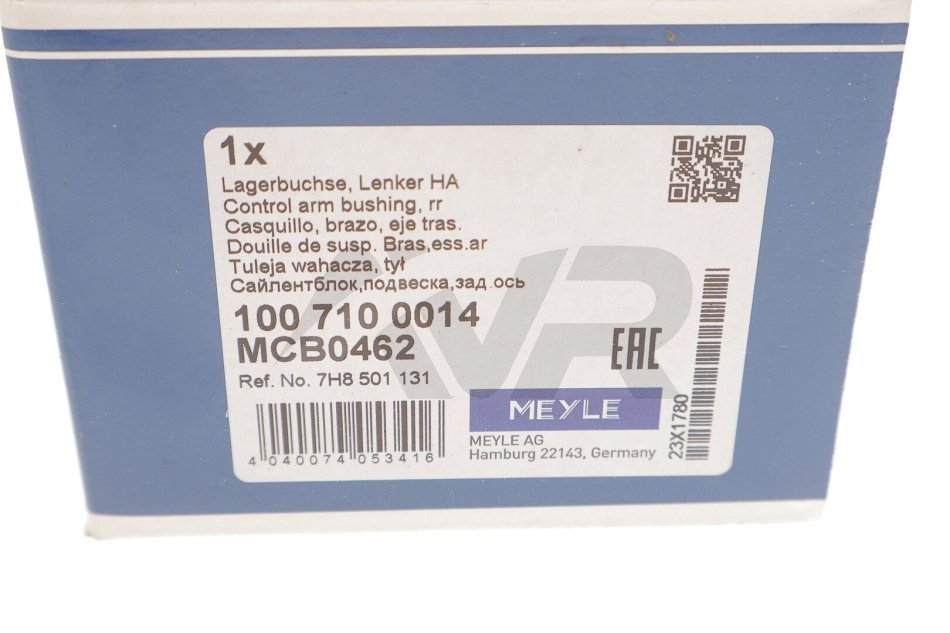 1x
Lagerbuchse, Lenker HA
Control arm bushing, rr
Casquillo, brazo, eje tras.
Douille de susp. Bras,ess.ar
Tuleja wahacza, tył
Сайлентблок,подвеска,зад.ось
100 710 0014
MCB0462
Ref. No. 7H8 501 131
EAC
MEYLE
MEYLE AG
Hamburg 22143, Germany
4 040074 053416
23X1780
VR